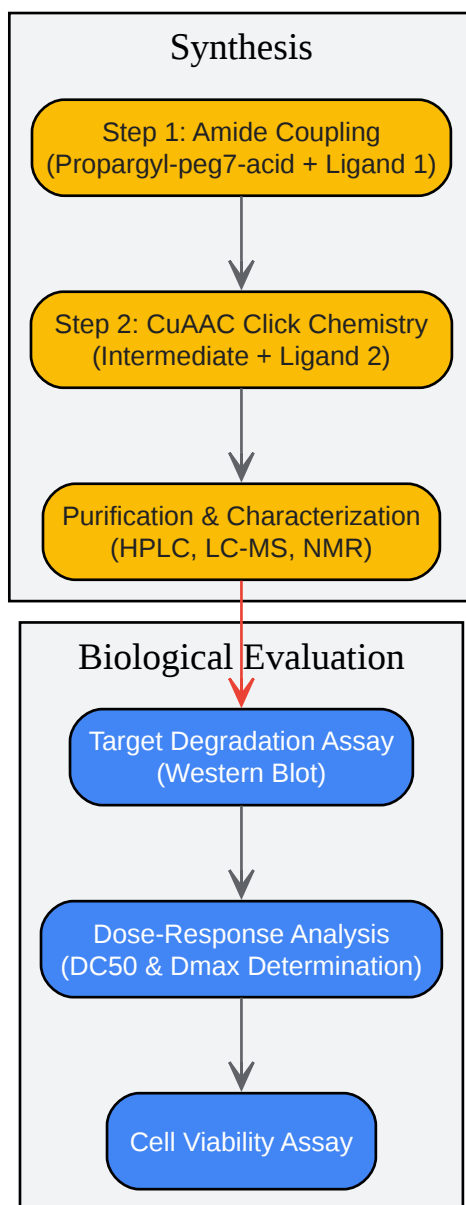 Synthesis
Step 1: Amide Coupling
(Propargyl-peg7-acid + Ligand 1)
Step 2: CuAAC Click Chemistry
(Intermediate + Ligand 2)
Purification & Characterization
(HPLC, LC-MS, NMR)
Biological Evaluation
Target Degradation Assay
(Western Blot)
Dose-Response Analysis
(DC50 & Dmax Determination)
Cell Viability Assay